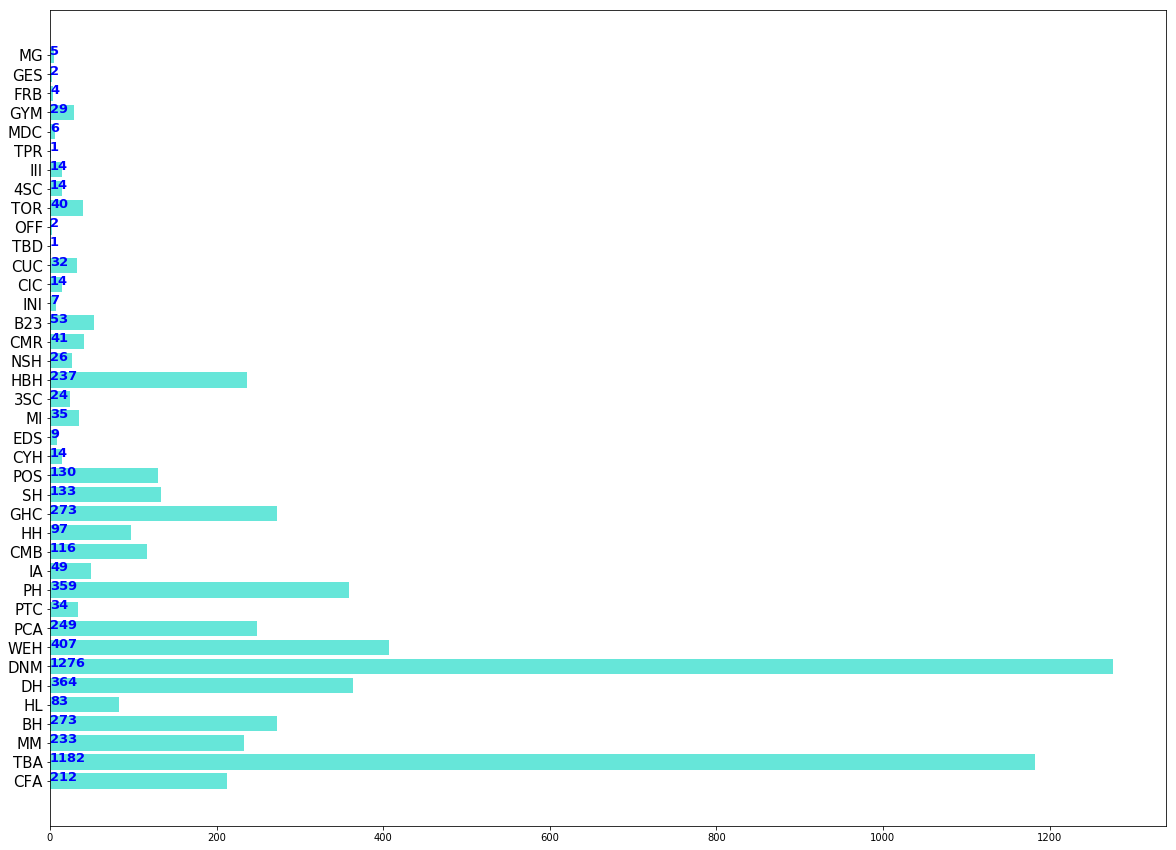 MG 5
GES 2
FRB 4
GYM 29
MDC 6
TPR 1
III 14
4SC 14
TOR 40
OFF 2
TBD 1
CUC 32
CIC 14
INI 7
B23 53
CMR 41
NSH 26
HBH 237
3SC 24
MI 35
EDS 9
CYH 14
POS 130
SH 133
GHC 273
HH 97
CMB 116
IA 49
PH 359
PTC 34
PCA 249
WEH 407
DNM 1276
DH 364
HL 83
BH 273
MM 233
TBA 1182
CFA 212
0 200 400 600 800 1000 1200